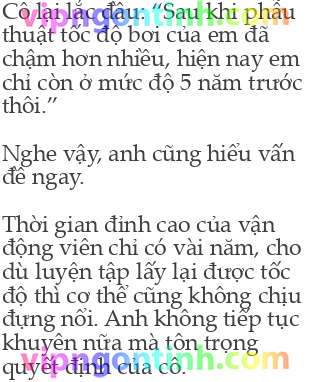 Cô lại lắc đầu: “Sau khi phẫu
thuật tốc độ bơi của em đã
chậm hơn nhiều, hiện nay em
chỉ còn ở mức độ 5 năm trước
thôi.”
Nghe vậy, anh cũng hiểu vấn
đề ngay.
Thời gian đỉnh cao của vận
động viên chỉ có vài năm, cho
dù luyện tập lấy lại được tốc
độ thì cơ thể cũng không chịu
đựng nổi. Anh không tiếp tục
khuyên nữa mà tôn trọng
quyết định của cô.
vipngontinh.com
vipngontinh.com